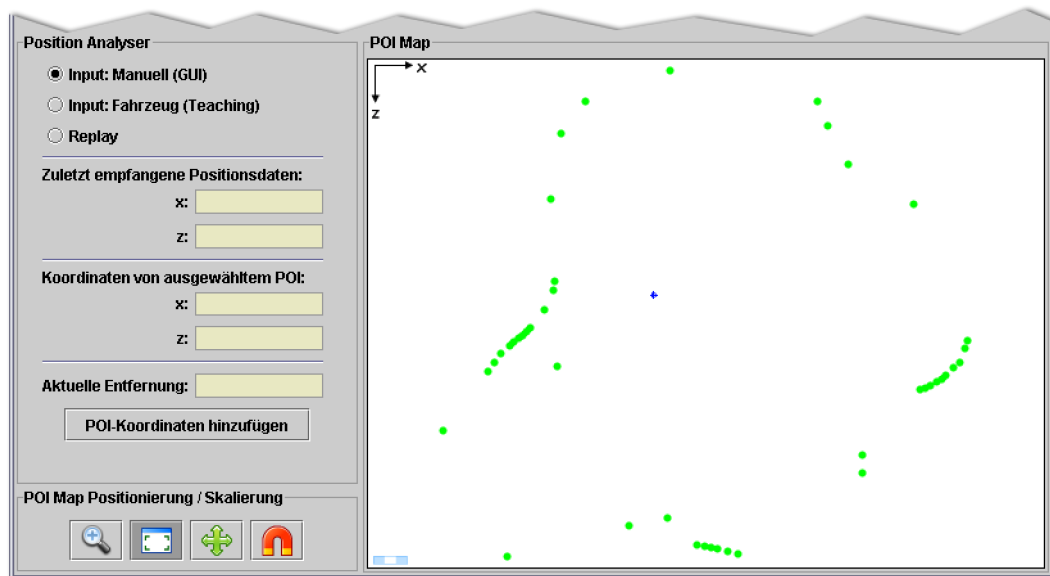 Position Analyser
Input: Manuell (GUI)
Input: Fahrzeug (Teaching)
Replay
Zuletzt empfangene Positionsdaten:
x:
z:
Koordinaten von ausgewähltem POI:
x:
z:
Aktuelle Entfernung:
POI-Koordinaten hinzufügen
POI Map Positionierung / Skalierung
POI Map
x
z